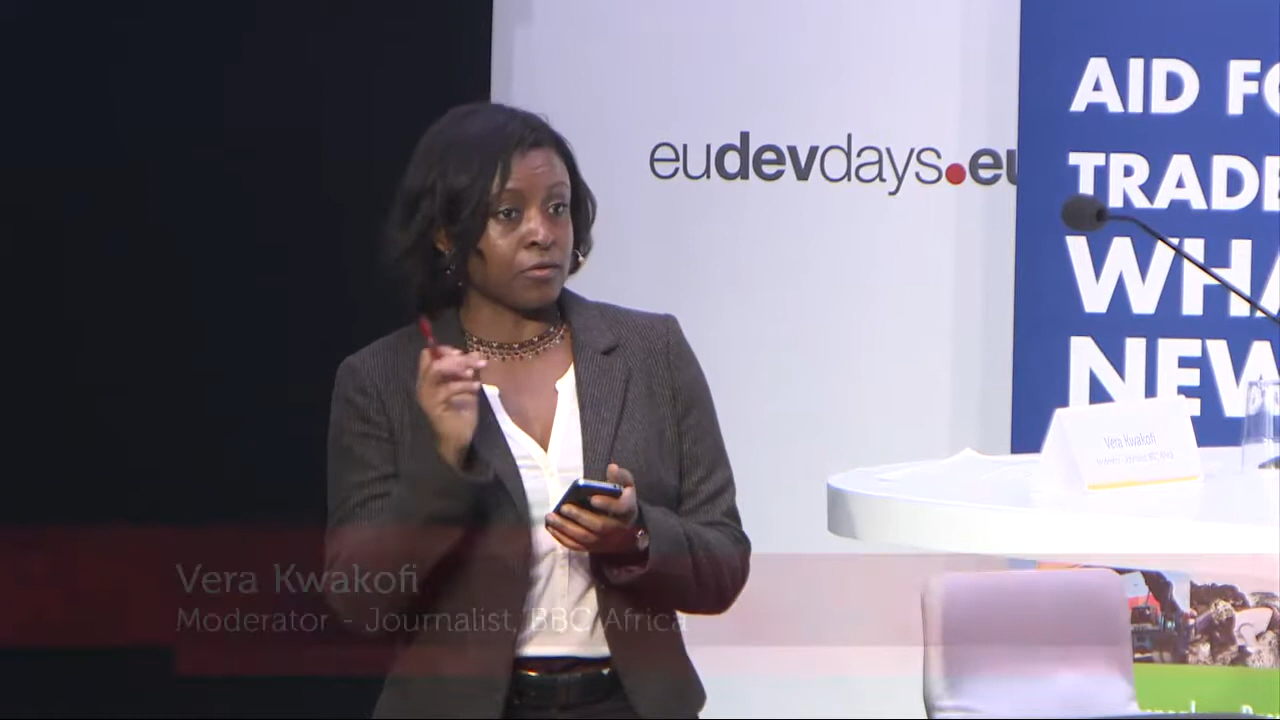 eudevdays.eu
AID FO
TRADE
WHA
NEW
Vera Kwakofi
Vera Kwakofi
Moderator - Journalist, BBC Africa